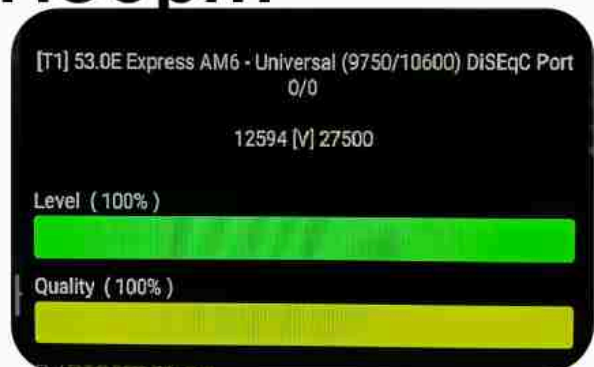 [T1] 53.0E Express AM6 - Universal (9750/10600) DiSEqC Port
0/0
12594 [V] 27500
Level ( 100% )
Quality ( 100% )